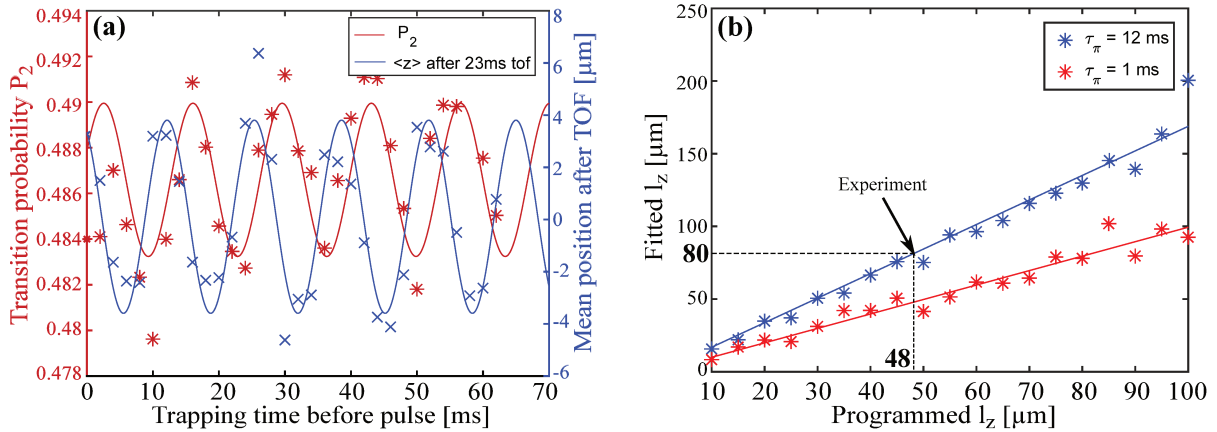 (a)
P₂
<z> after 23ms tof
Transition probability P₂
0.494
0.492
0.49
0.488
0.486
0.484
0.482
0.48
0.478
8
6
4
2
0
-2
-4
-6
Mean position after TOF [µm]
0 10 20 30 40 50 60 70
Trapping time before pulse [ms]
(b)
τπ = 12 ms
τπ = 1 ms
Experiment
Fitted l_z [µm]
250
200
150
100
80
50
0
48
10 20 30 40 50 60 70 80 90 100
Programmed l_z [µm]